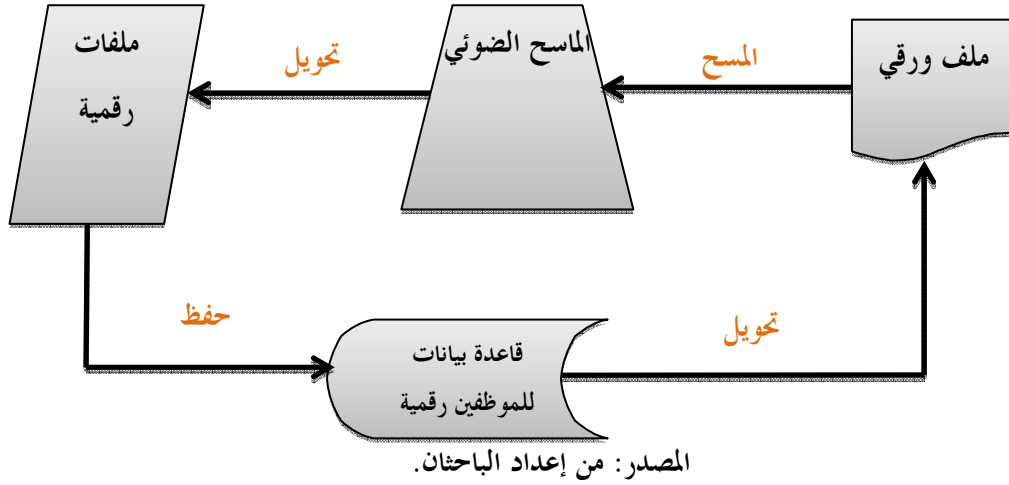 ملف ورقي
المسح
الماسح الضوئي
تحويل
ملفات
رقمية
حفظ
قاعدة بيانات
للموظفين رقمية
تحويل
المصدر: من إعداد الباحثان.